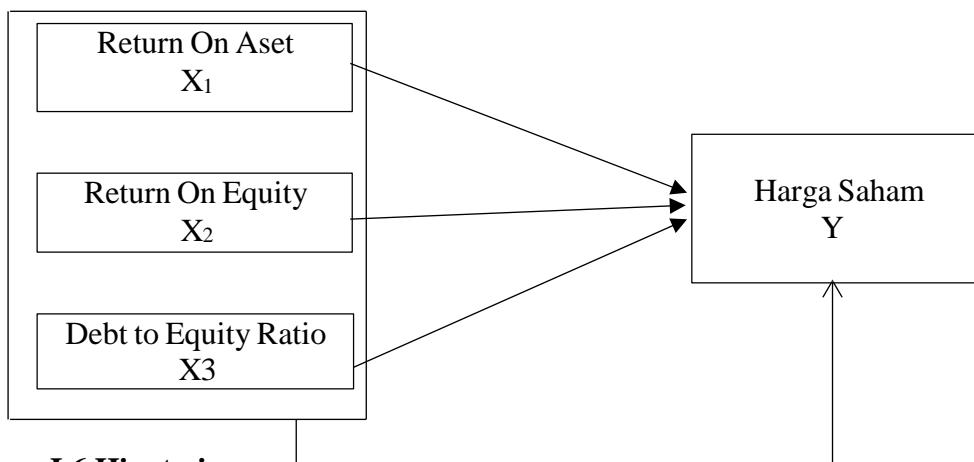 Return On Aset
X1
Return On Equity
X2
Debt to Equity Ratio
X3
Harga Saham
Y